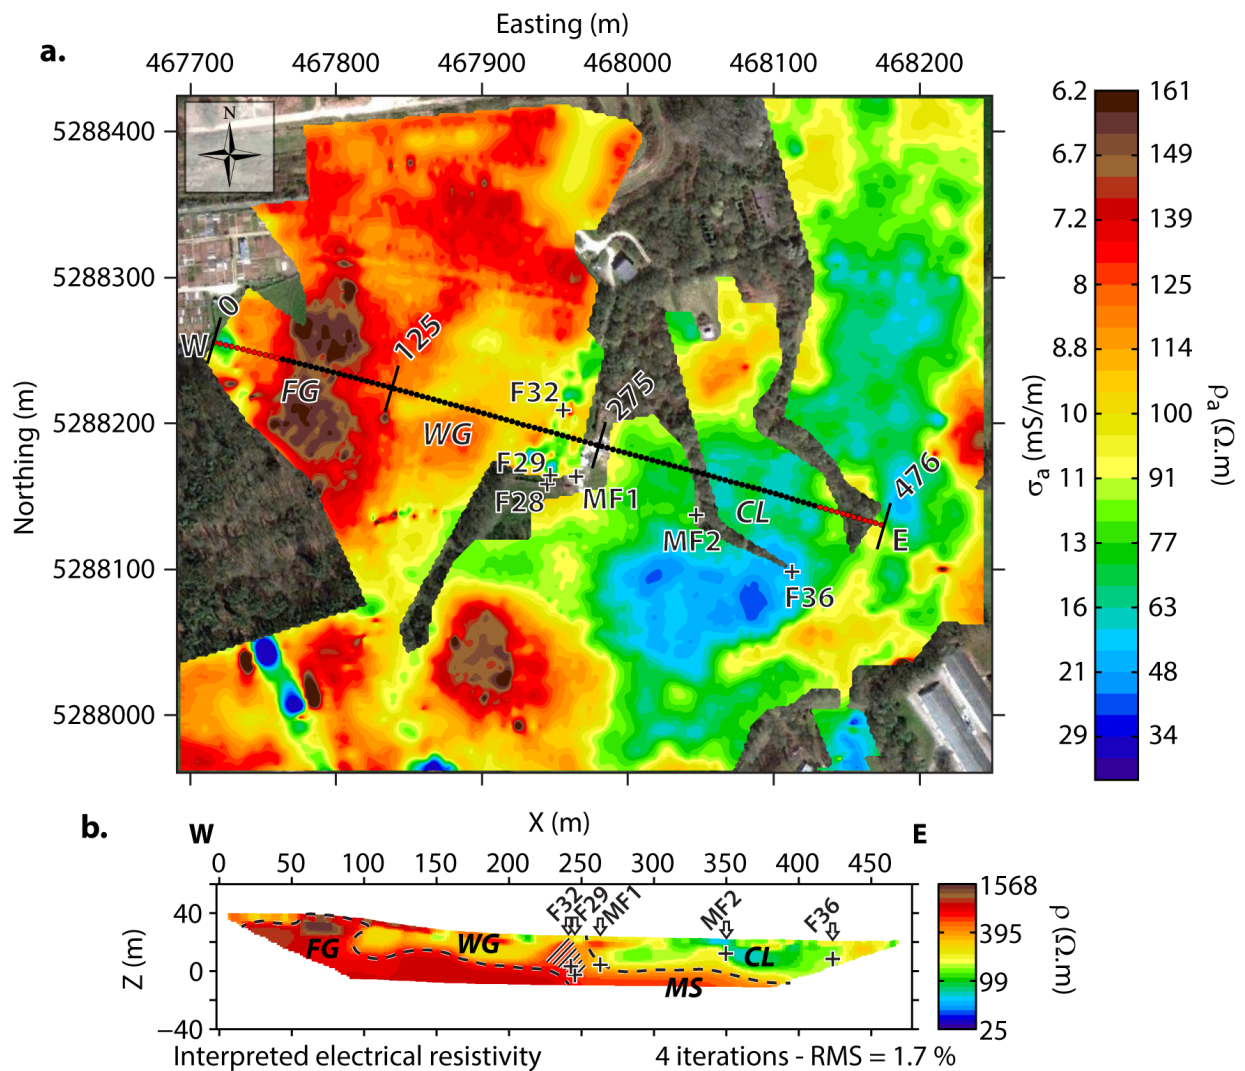 a.
Easting (m)
467700 467800 467900 468000 468100 468200
N
5288400
5288300
5288200
5288100
5288000
Northing (m)
W
0
FG
125
WG
F32
F29
F28
MF1
275
MF2
CL
F36
476
E
6.2 161
6.7 149
7.2 139
8 125
8.8 114
10 100
11 91
13 77
16 63
21 48
29 34
σa (mS/m)
ρa (Ω.m)
b.
X (m)
W E
0 50 100 150 200 250 300 350 400 450
40
0
−40
Z (m)
F32
F29
MF1
MF2
F36
FG
WG
CL
MS
1568
395
99
25
ρ (Ω.m)
Interpreted electrical resistivity 4 iterations - RMS = 1.7 %